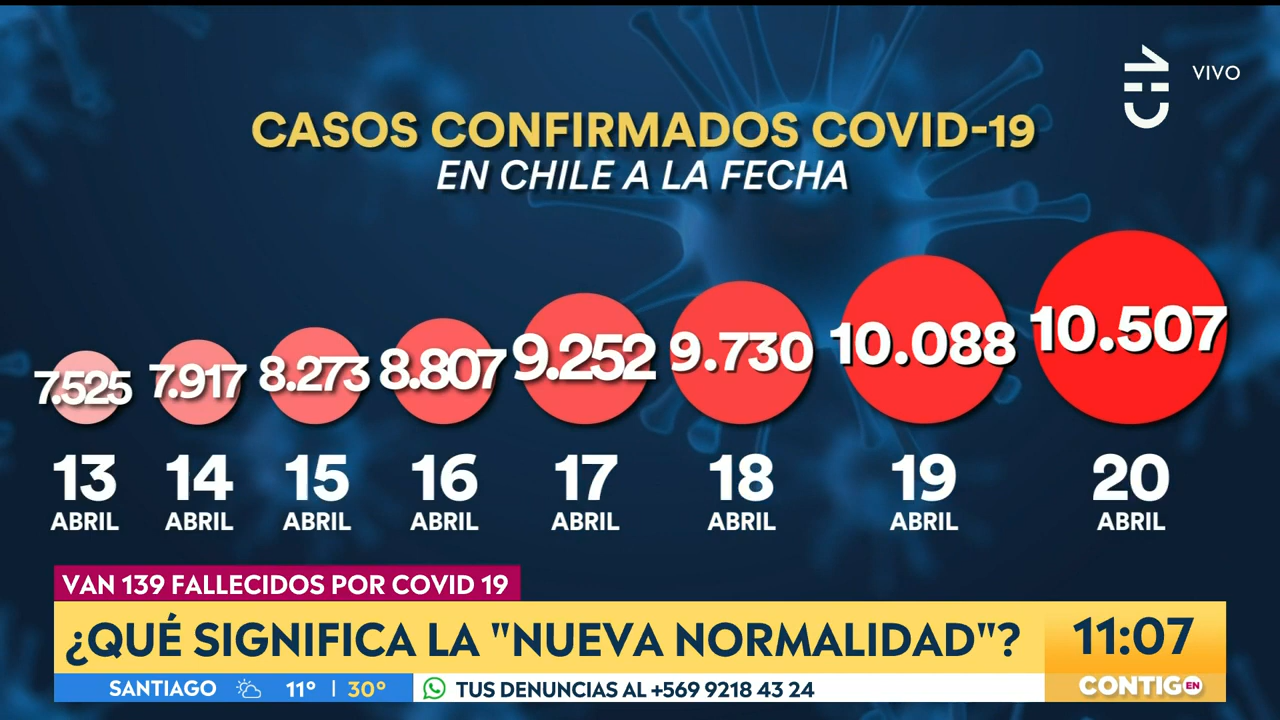 CHV
VIVO
CASOS CONFIRMADOS COVID-19
EN CHILE A LA FECHA
7.525 7.917 8.273 8.807 9.252 9.730 10.088 10.507
13 14 15 16 17 18 19 20
ABRIL ABRIL ABRIL ABRIL ABRIL ABRIL ABRIL ABRIL
VAN 139 FALLECIDOS POR COVID 19
¿QUÉ SIGNIFICA LA "NUEVA NORMALIDAD"?
11:07
SANTIAGO 11° | 30° TUS DENUNCIAS AL +569 9218 43 24
CONTIGO EN